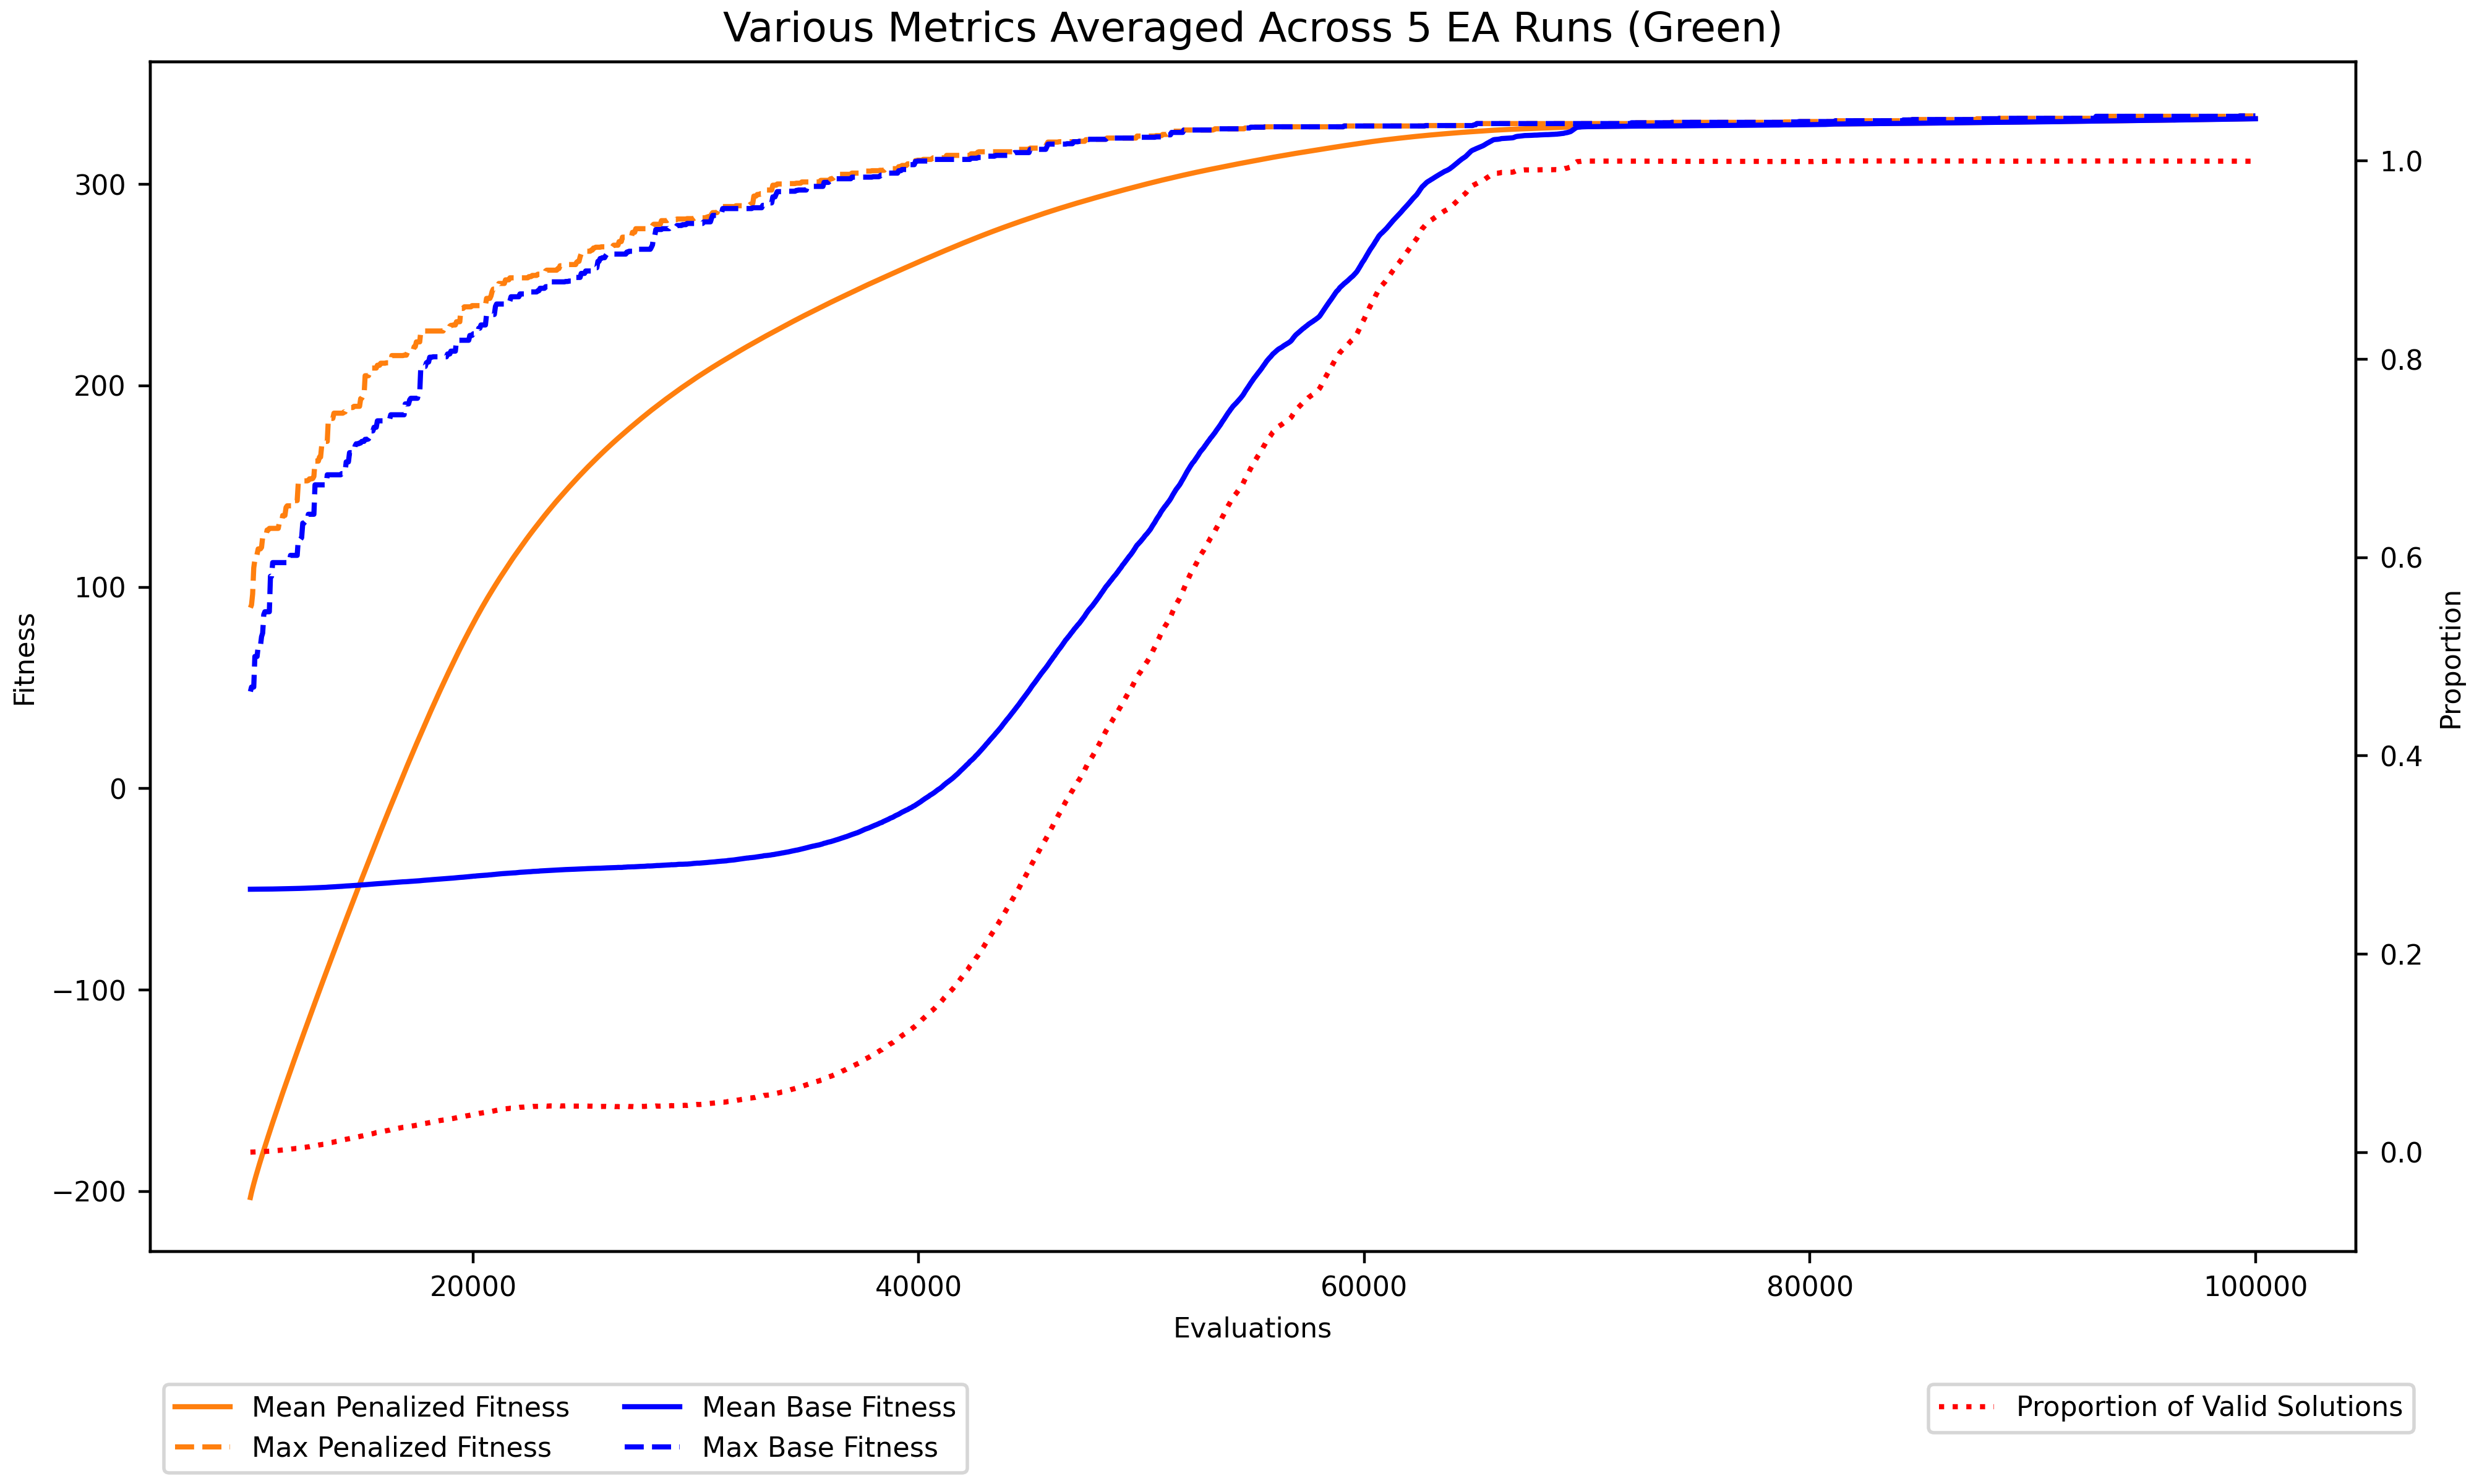 Various Metrics Averaged Across 5 EA Runs (Green)
Fitness
300
200
100
0
−100
−200
1.0
0.8
0.6
0.4
0.2
0.0
Proportion
20000 40000 60000 80000 100000
Evaluations
Mean Penalized Fitness Mean Base Fitness
Max Penalized Fitness Max Base Fitness
Proportion of Valid Solutions